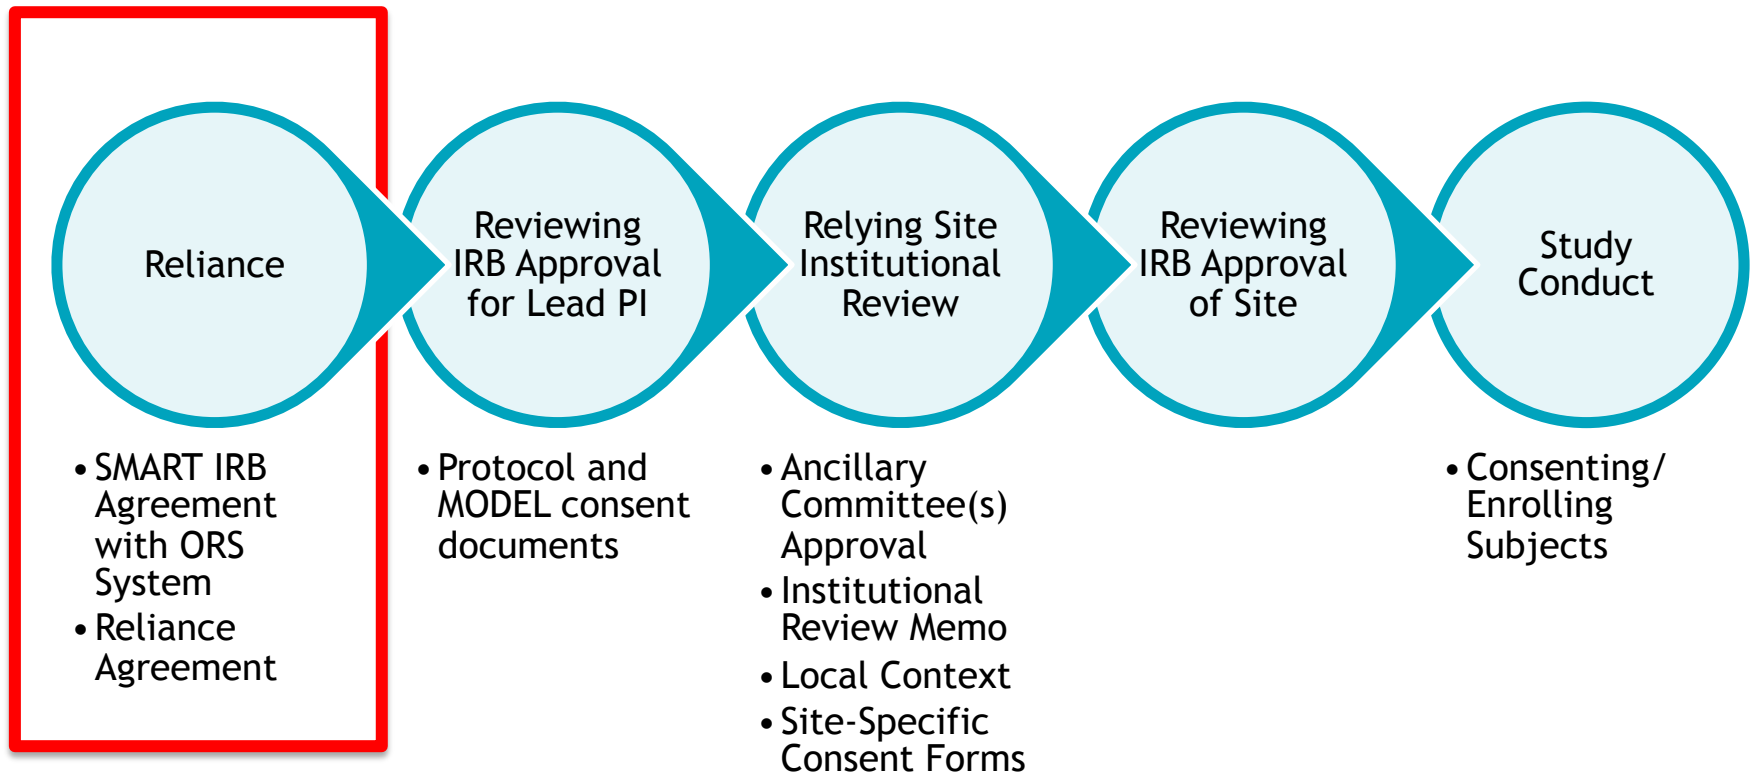 Reliance
Reviewing
IRB Approval
for Lead PI
Relying Site
Institutional
Review
Reviewing
IRB Approval
of Site
Study
Conduct
• SMART IRB
Agreement
with ORS
System
• Reliance
Agreement
• Protocol and
MODEL consent
documents
• Ancillary
Committee(s)
Approval
• Institutional
Review Memo
• Local Context
• Site-Specific
Consent Forms
• Consenting/
Enrolling
Subjects